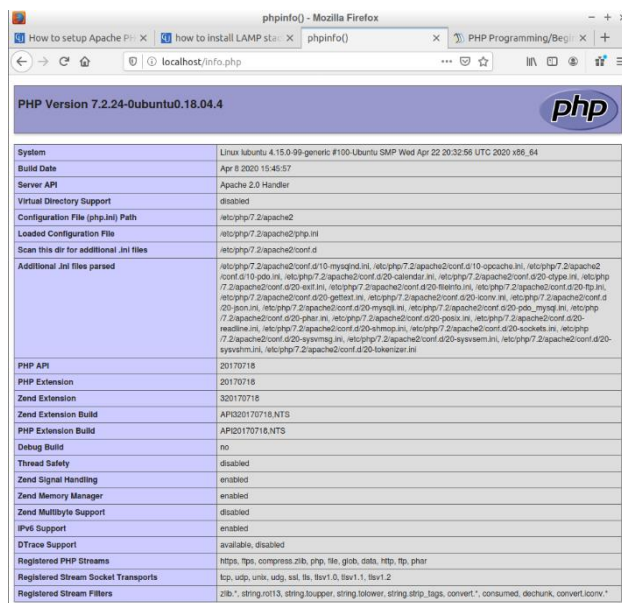 phpinfo() - Mozilla Firefox
How to setup Apache PH
how to install LAMP stac
phpinfo()
PHP Programming/Begi
localhost/info.php
PHP Version 7.2.24-0ubuntu0.18.04.4
php
System Linux lubuntu 4.15.0-99-generic #100-Ubuntu SMP Wed Apr 22 20:32:56 UTC 2020 x86_64
Build Date Apr 8 2020 15:45:57
Server API Apache 2.0 Handler
Virtual Directory Support disabled
Configuration File (php.ini) Path /etc/php/7.2/apache2
Loaded Configuration File /etc/php/7.2/apache2/php.ini
Scan this dir for additional .ini files /etc/php/7.2/apache2/conf.d
Additional .ini files parsed /etc/php/7.2/apache2/conf.d/10-mysqlnd.ini, /etc/php/7.2/apache2/conf.d/10-opcache.ini, /etc/php/7.2/apache2
/conf.d/10-pdo.ini, /etc/php/7.2/apache2/conf.d/20-calendar.ini, /etc/php/7.2/apache2/conf.d/20-ctype.ini, /etc/php
/7.2/apache2/conf.d/20-exif.ini, /etc/php/7.2/apache2/conf.d/20-fileinfo.ini, /etc/php/7.2/apache2/conf.d/20-ftp.ini,
/etc/php/7.2/apache2/conf.d/20-gettext.ini, /etc/php/7.2/apache2/conf.d/20-iconv.ini, /etc/php/7.2/apache2/conf.d
/20-json.ini, /etc/php/7.2/apache2/conf.d/20-mysqli.ini, /etc/php/7.2/apache2/conf.d/20-pdo_mysql.ini, /etc/php
/7.2/apache2/conf.d/20-phar.ini, /etc/php/7.2/apache2/conf.d/20-posix.ini, /etc/php/7.2/apache2/conf.d/20-
readline.ini, /etc/php/7.2/apache2/conf.d/20-shmop.ini, /etc/php/7.2/apache2/conf.d/20-sockets.ini, /etc/php
/7.2/apache2/conf.d/20-sysvmsg.ini, /etc/php/7.2/apache2/conf.d/20-sysvsem.ini, /etc/php/7.2/apache2/conf.d/20-
sysvshm.ini, /etc/php/7.2/apache2/conf.d/20-tokenizer.ini
PHP API 20170718
PHP Extension 20170718
Zend Extension 320170718
Zend Extension Build API320170718,NTS
PHP Extension Build API20170718,NTS
Debug Build no
Thread Safety disabled
Zend Signal Handling enabled
Zend Memory Manager enabled
Zend Multibyte Support disabled
IPv6 Support enabled
DTrace Support available, disabled
Registered PHP Streams https, ftps, compress.zlib, php, file, glob, data, http, ftp, phar
Registered Stream Socket Transports tcp, udp, unix, udg, ssl, tls, tlsv1.0, tlsv1.1, tlsv1.2
Registered Stream Filters zlib.*, string.rot13, string.toupper, string.tolower, string.strip_tags, convert.*, consumed, dechunk, convert.iconv.*